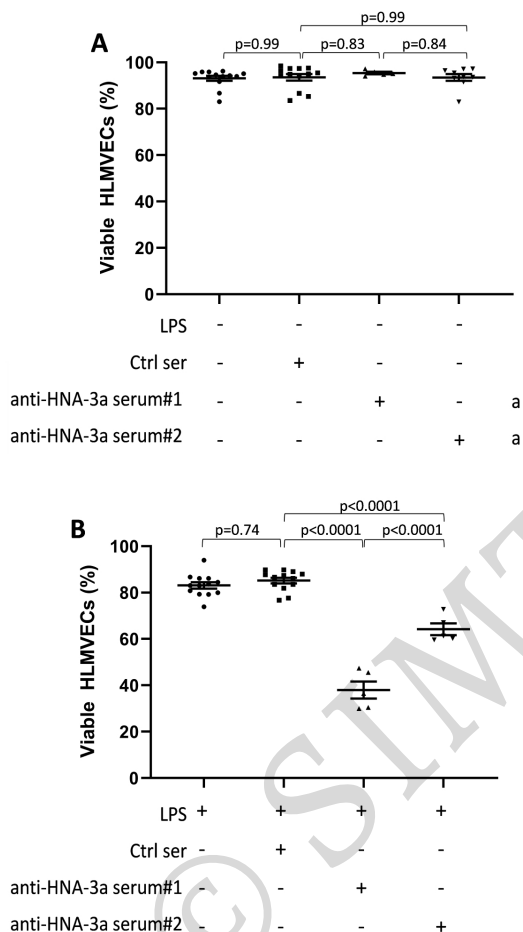 p=0.99
A
p=0.99 p=0.83 p=0.84
100
80
60
40
20
0
Viable HLMVECs (%)
LPS - - - -
Ctrl ser - + - -
anti-HNA-3a serum#1 - - + - a
anti-HNA-3a serum#2 - - - + a
p<0.0001
B
p=0.74 p<0.0001 p<0.0001
100
80
60
40
20
0
Viable HLMVECs (%)
LPS + + + +
Ctrl ser - + - -
anti-HNA-3a serum#1 - - + -
anti-HNA-3a serum#2 - - - +
© SIMT